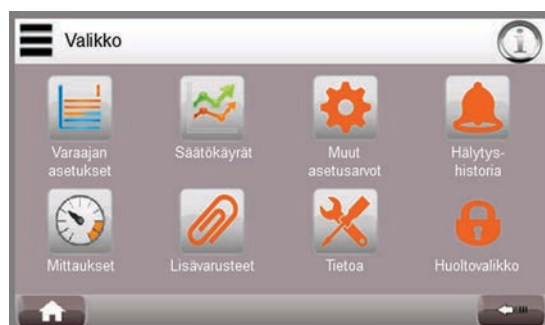 Valikko
Varaajan
asetukset
Säätökäyrät
Muut
asetusarvot
Hälytys-
historia
Mittaukset
Lisävarusteet
Tietoa
Huoltovalikko